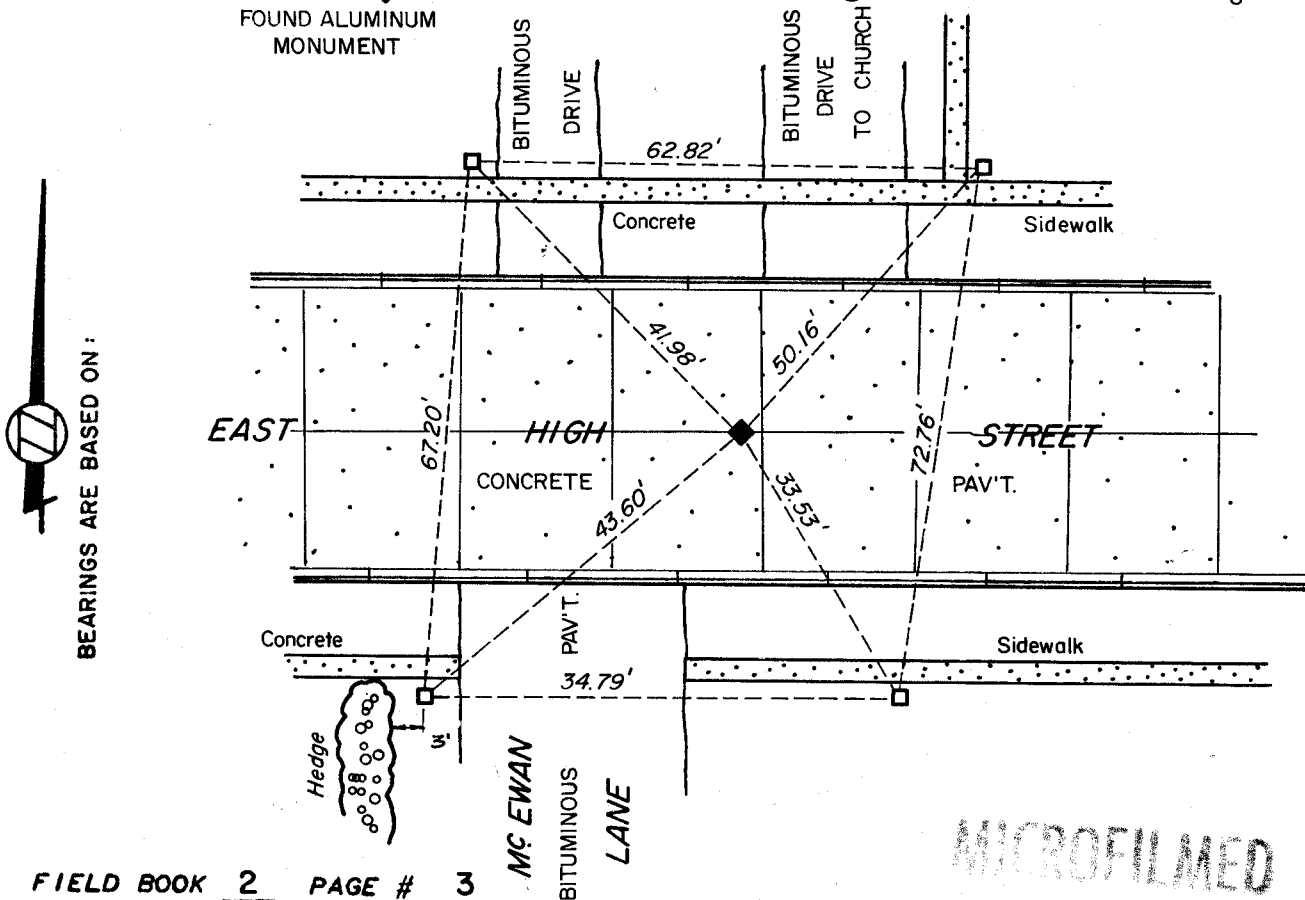 FOUND ALUMINUM
MONUMENT
BITUMINOUS
DRIVE
BITUMINOUS
DRIVE
TO CHURCH
62.82'
Concrete
Sidewalk
41.98'
50.16'
67.20'
72.76'
EAST HIGH STREET
CONCRETE
PAV'T.
43.60'
33.53'
BEARINGS ARE BASED ON:
Concrete
PAV'T.
Sidewalk
34.79'
3'
Hedge
Mc EWAN
BITUMINOUS
LANE
MICROFILMED
FIELD BOOK 2 PAGE # 3